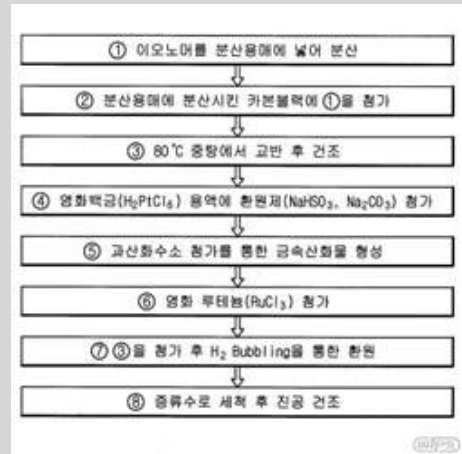 ① 이오노머를 분산용매에 넣어 분산
② 분산용매에 분산시킨 카본블랙에 ①을 첨가
③ 80℃ 중탕에서 교반 후 건조
④ 염화백금(H₂PtCl₆) 용액에 환원제(NaHSO₃, Na₂CO₃) 첨가
⑤ 과산화수소 첨가를 통한 금속산화물 형성
⑥ 염화 루테늄(RuCl₃) 첨가
⑦ ③을 첨가 후 H₂ Bubbling을 통한 환원
⑧ 증류수로 세척 후 진공 건조